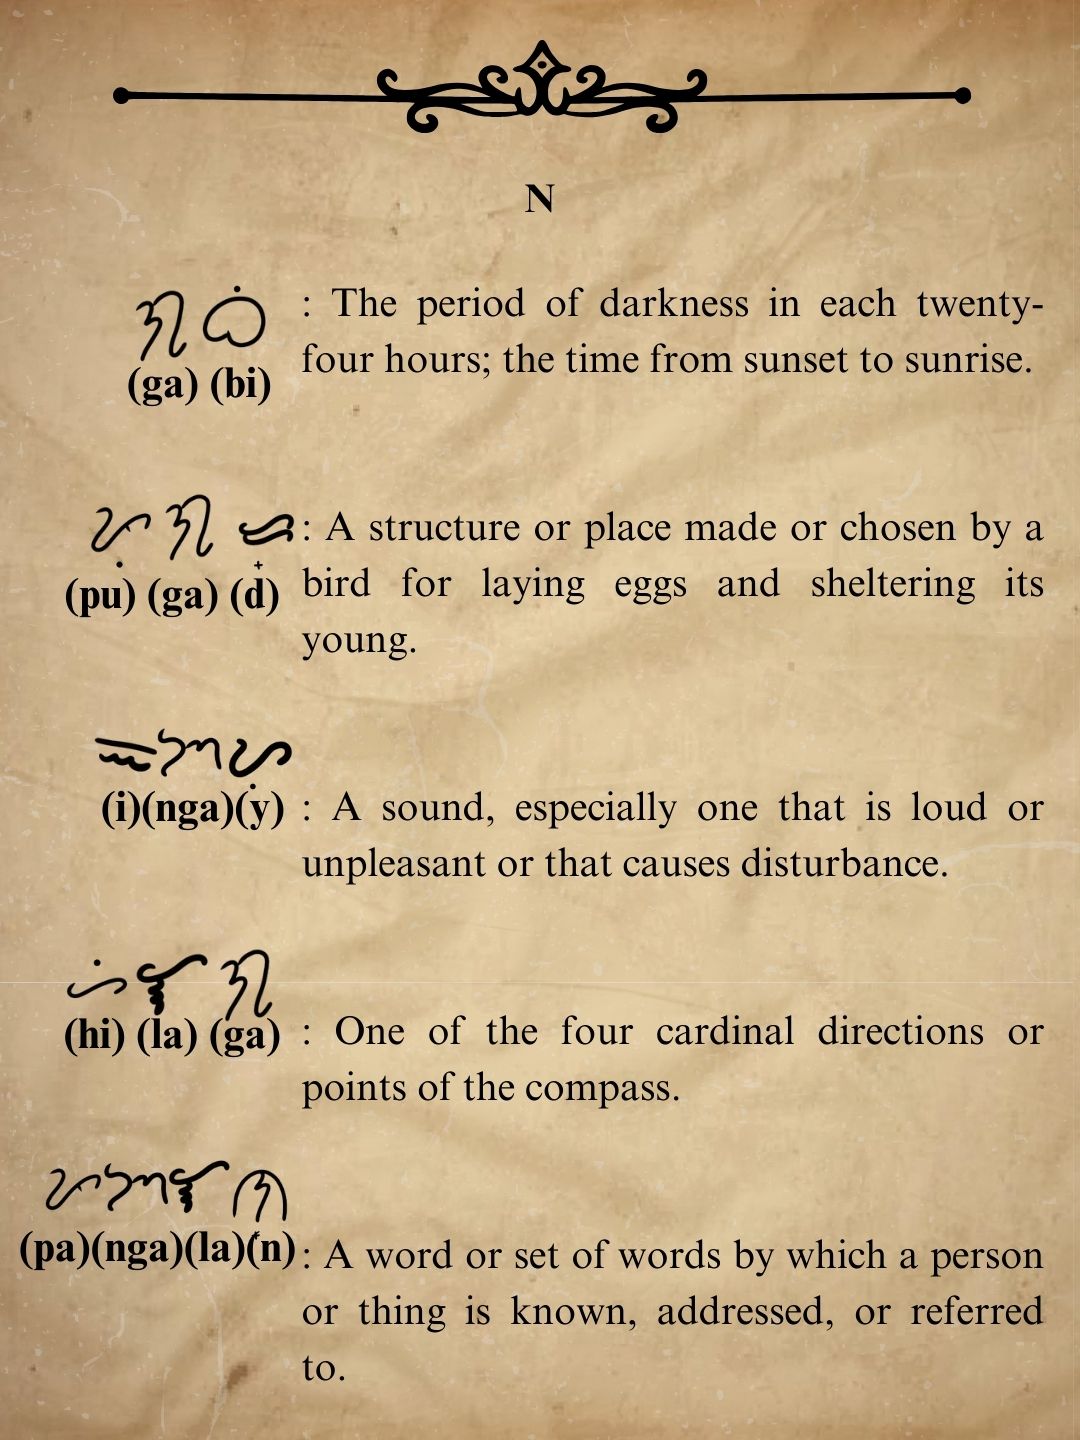 N
ᜄ ᜊᜒ
: The period of darkness in each twenty-
four hours; the time from sunset to sunrise.
(ga) (bi)
ᜉᜓ ᜄ ᜇ᜔
: A structure or place made or chosen by a
(pu) (ga) (d)
bird for laying eggs and sheltering its
young.
ᜁᜅᜌ᜔
(i)(nga)(y)
: A sound, especially one that is loud or
unpleasant or that causes disturbance.
ᜑᜒ ᜎ ᜄ
(hi) (la) (ga)
: One of the four cardinal directions or
points of the compass.
ᜉᜅᜎᜈ᜔
(pa)(nga)(la)(n)
: A word or set of words by which a person
or thing is known, addressed, or referred
to.